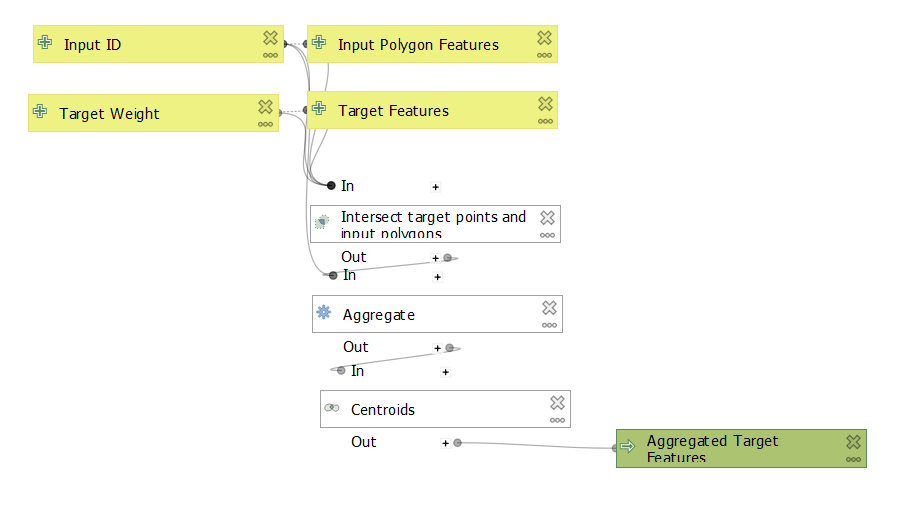 Input ID
Input Polygon Features
Target Weight
Target Features
In
Intersect target points and
input polygons
Out
In
Aggregate
Out
In
Centroids
Out
Aggregated Target
Features